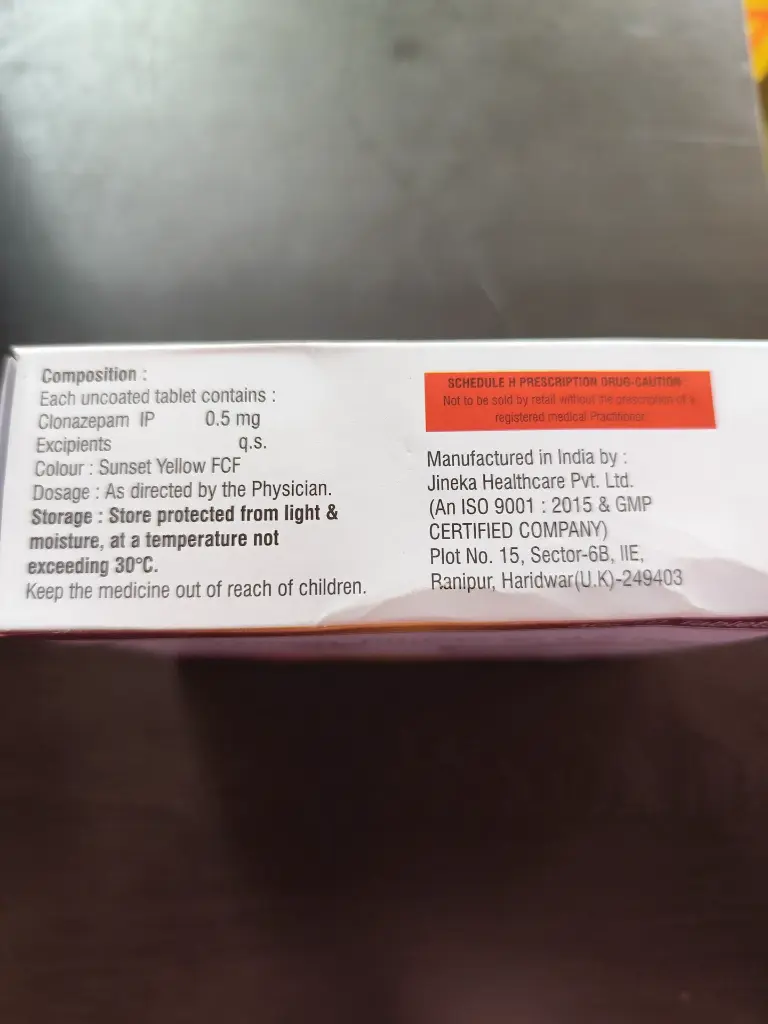 Composition :
Each uncoated tablet contains :
Clonazepam IP 0.5 mg
Excipients q.s.
Colour : Sunset Yellow FCF
Dosage : As directed by the Physician.
Storage : Store protected from light &
moisture, at a temperature not
exceeding 30°C.
Keep the medicine out of reach of children.
SCHEDULE H PRESCRIPTION DRUG-CAUTION
Not to be sold by retail without the prescription of a
registered medical Practitioner.
Manufactured in India by :
Jineka Healthcare Pvt. Ltd.
(An ISO 9001 : 2015 & GMP
CERTIFIED COMPANY)
Plot No. 15, Sector-6B, IIE,
Ranipur, Haridwar(U.K)-249403